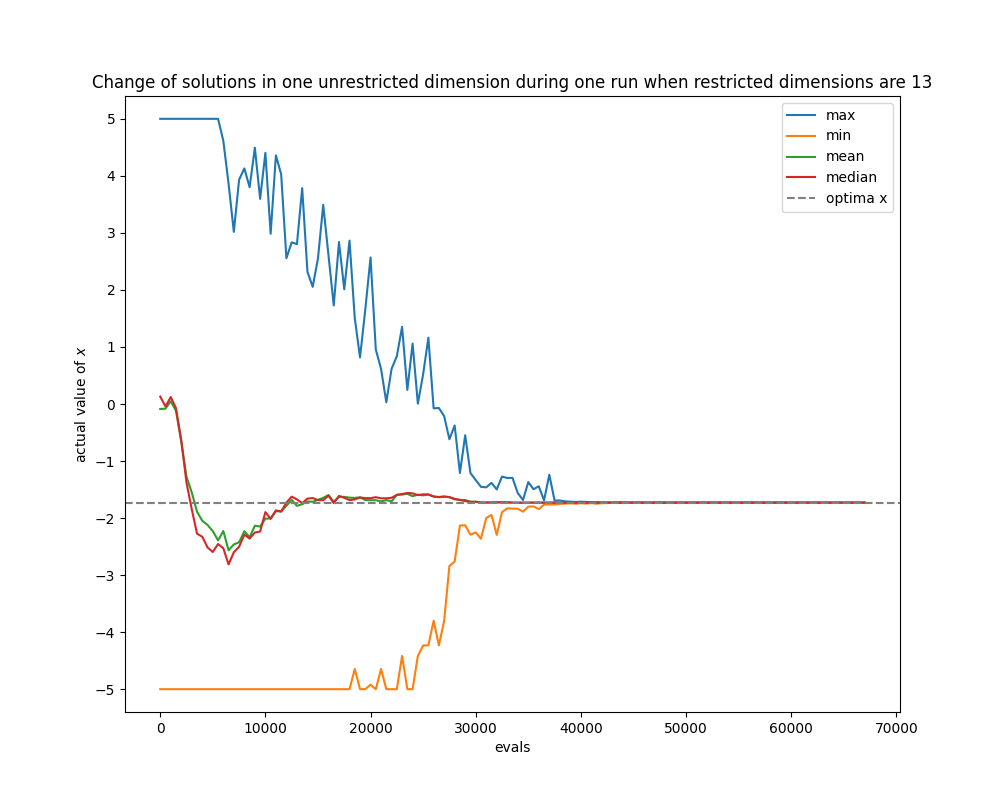 Change of solutions in one unrestricted dimension during one run when restricted dimensions are 13
max
min
mean
median
optima x
actual value of x
5
4
3
2
1
0
−1
−2
−3
−4
−5
0
10000
20000
30000
40000
50000
60000
70000
evals